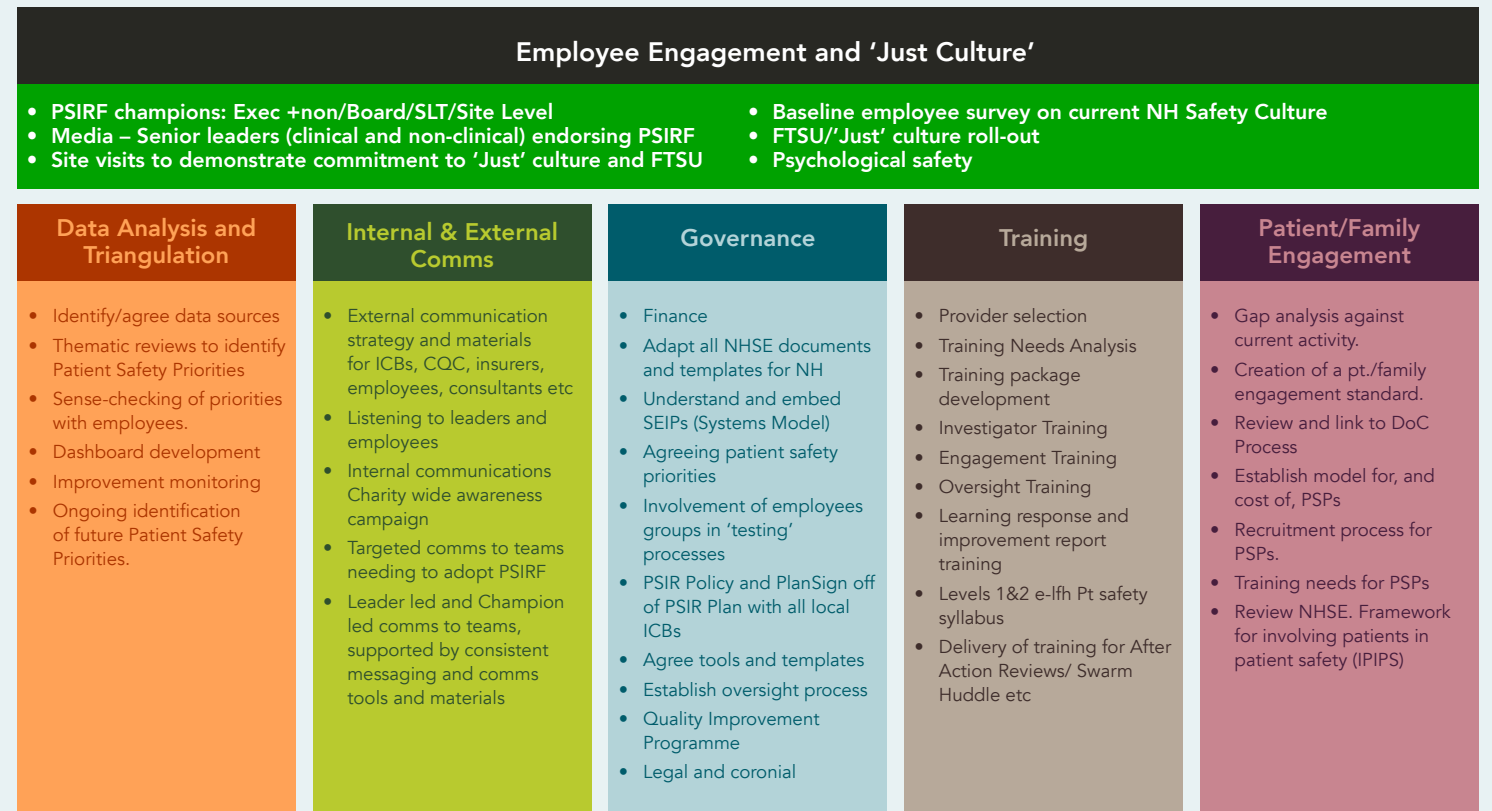 Employee Engagement and ‘Just Culture’
• PSIRF champions: Exec +non/Board/SLT/Site Level
• Media – Senior leaders (clinical and non-clinical) endorsing PSIRF
• Site visits to demonstrate commitment to ‘Just’ culture and FTSU
• Baseline employee survey on current NH Safety Culture
• FTSU/’Just’ culture roll-out
• Psychological safety
Data Analysis and
Triangulation
• Identify/agree data sources
• Thematic reviews to identify
Patient Safety Priorities
• Sense-checking of priorities
with employees.
• Dashboard development
• Improvement monitoring
• Ongoing identification
of future Patient Safety
Priorities.
Internal & External
Comms
• External communication
strategy and materials
for ICBs, CQC, insurers,
employees, consultants etc
• Listening to leaders and
employees
• Internal communications
Charity wide awareness
campaign
• Targeted comms to teams
needing to adopt PSIRF
• Leader led and Champion
led comms to teams,
supported by consistent
messaging and comms
tools and materials
Governance
• Finance
• Adapt all NHSE documents
and templates for NH
• Understand and embed
SEIPs (Systems Model)
• Agreeing patient safety
priorities
• Involvement of employees
groups in ‘testing’
processes
• PSIR Policy and PlanSign off
of PSIR Plan with all local
ICBs
• Agree tools and templates
• Establish oversight process
• Quality Improvement
Programme
• Legal and coronial
Training
• Provider selection
• Training Needs Analysis
• Training package
development
• Investigator Training
• Engagement Training
• Oversight Training
• Learning response and
improvement report
training
• Levels 1&2 e-lfh Pt safety
syllabus
• Delivery of training for After
Action Reviews/ Swarm
Huddle etc
Patient/Family
Engagement
• Gap analysis against
current activity.
• Creation of a pt./family
engagement standard.
• Review and link to DoC
Process
• Establish model for, and
cost of, PSPs
• Recruitment process for
PSPs.
• Training needs for PSPs
• Review NHSE. Framework
for involving patients in
patient safety (IPIPS)